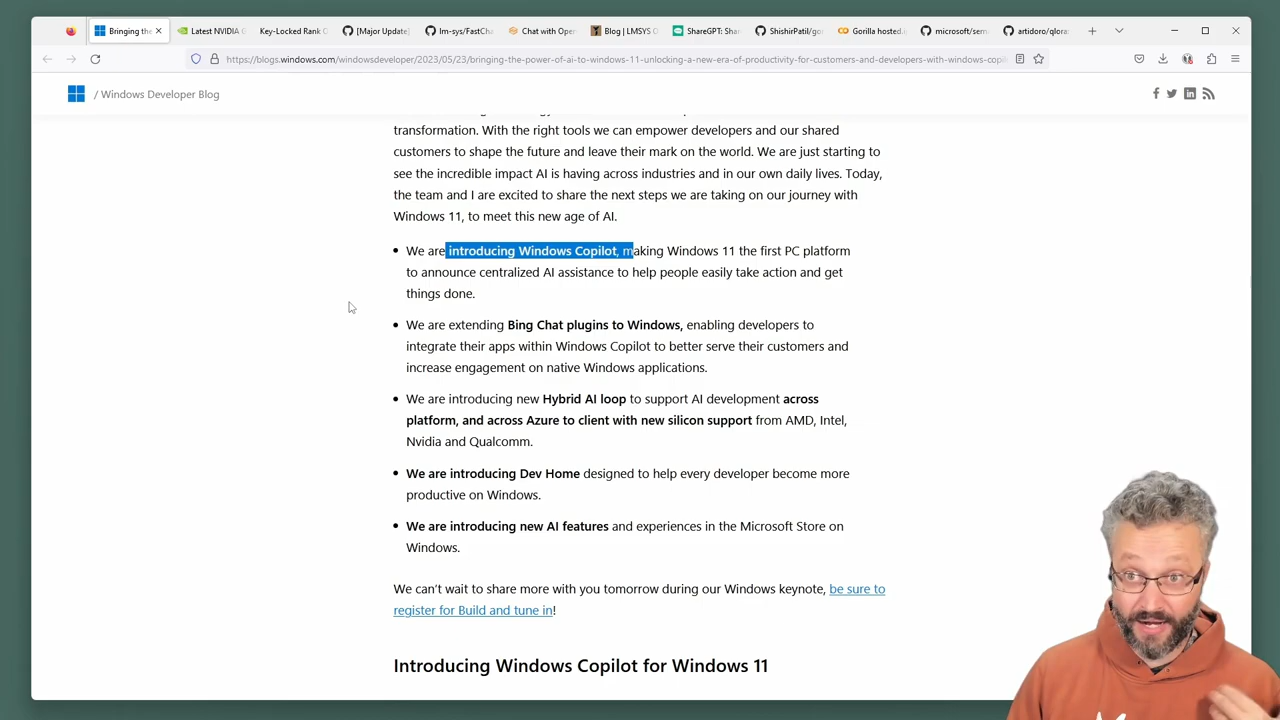 Bringing the
Latest NVIDIA G
Key-Locked Rank O
[Major Update]
lm-sys/FastCha
Chat with Open
Blog | LMSYS O
ShareGPT: Shar
ShishirPatil/go
Gorilla hosted.i
microsoft/sem
artidoro/qlora
https://blogs.windows.com/windowsdeveloper/2023/05/23/bringing-the-power-of-ai-to-windows-11-unlocking-a-new-era-of-productivity-for-customers-and-developers-with-windows-copil
/ Windows Developer Blog
transformation. With the right tools we can empower developers and our shared
customers to shape the future and leave their mark on the world. We are just starting to
see the incredible impact AI is having across industries and in our own daily lives. Today,
the team and I are excited to share the next steps we are taking on our journey with
Windows 11, to meet this new age of AI.
• We are introducing Windows Copilot, making Windows 11 the first PC platform
to announce centralized AI assistance to help people easily take action and get
things done.
• We are extending Bing Chat plugins to Windows, enabling developers to
integrate their apps within Windows Copilot to better serve their customers and
increase engagement on native Windows applications.
• We are introducing new Hybrid AI loop to support AI development across
platform, and across Azure to client with new silicon support from AMD, Intel,
Nvidia and Qualcomm.
• We are introducing Dev Home designed to help every developer become more
productive on Windows.
• We are introducing new AI features and experiences in the Microsoft Store on
Windows.
We can't wait to share more with you tomorrow during our Windows keynote, be sure to
register for Build and tune in!
Introducing Windows Copilot for Windows 11